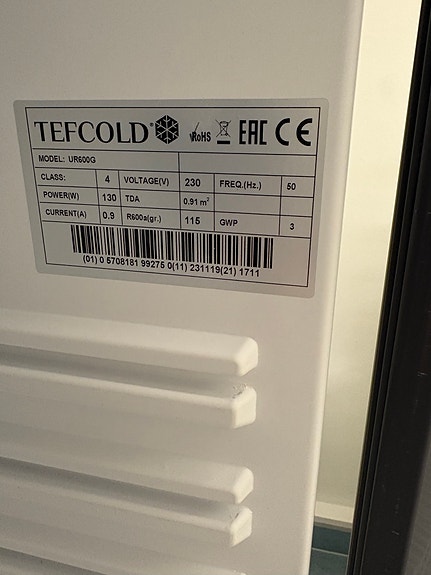 TEFCOLD® RoHS EAC CE
MODEL: UR600G
CLASS: 4 VOLTAGE(V) 230 FREQ.(Hz.) 50
POWER(W) 130 TDA 0.91 m²
CURRENT(A) 0.9 R600a(gr.) 115 GWP 3
(01) 0 5708181 99275 0(11) 231119(21) 1711